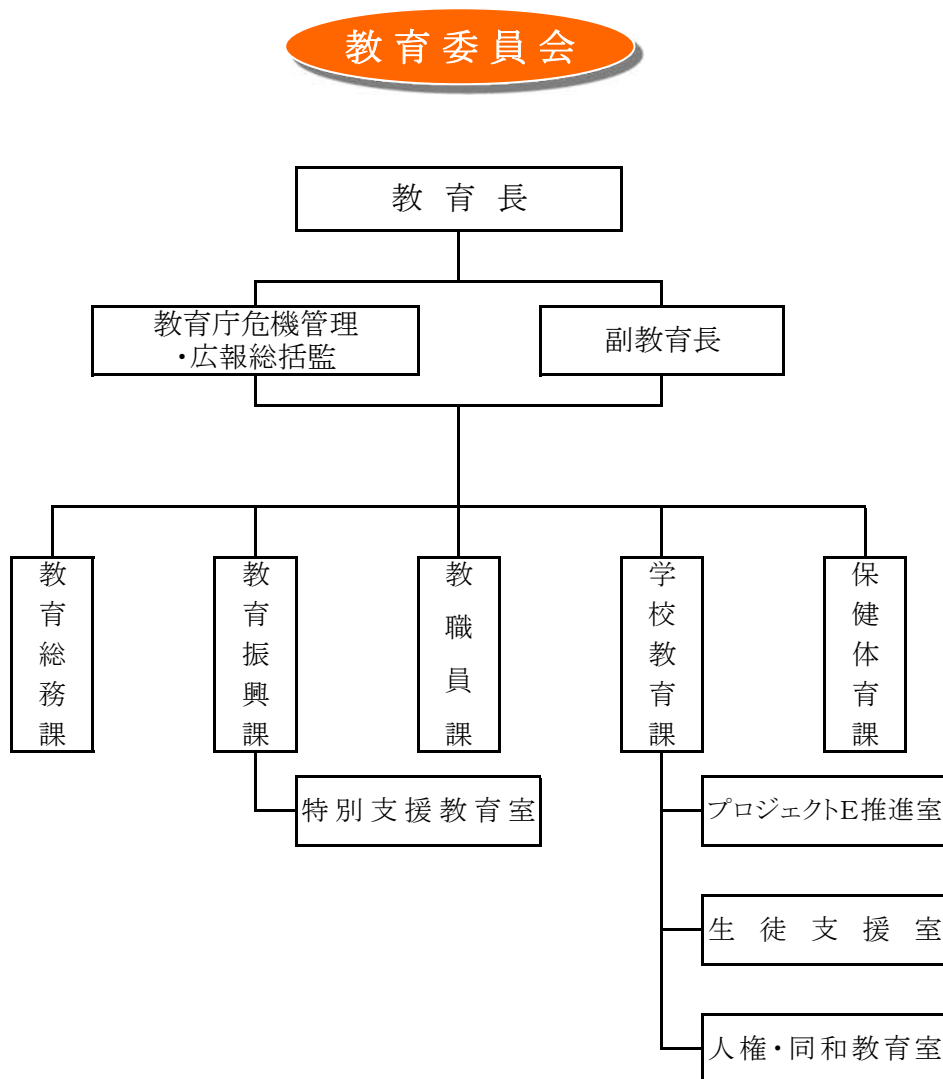 教育委員会
教育長
教育庁危機管理
・広報総括監
副教育長
教育総務課
教育振興課
教職員課
学校教育課
保健体育課
特別支援教育室
プロジェクトE推進室
生徒支援室
人権・同和教育室